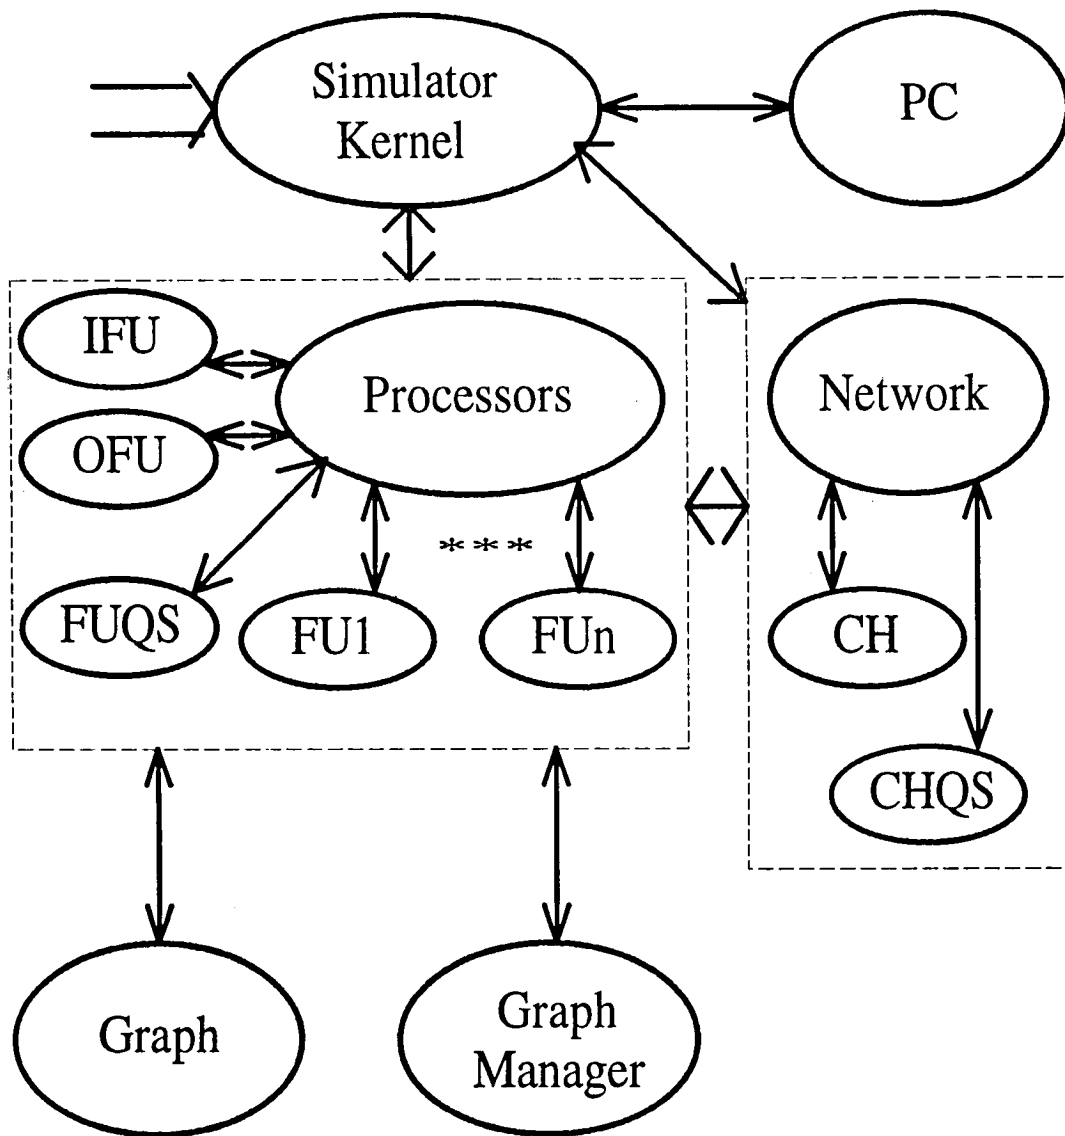 Simulator
Kernel
PC
IFU
Processors
Network
OFU
***
FUQS
FU1
FUn
CH
CHQS
Graph
Graph
Manager